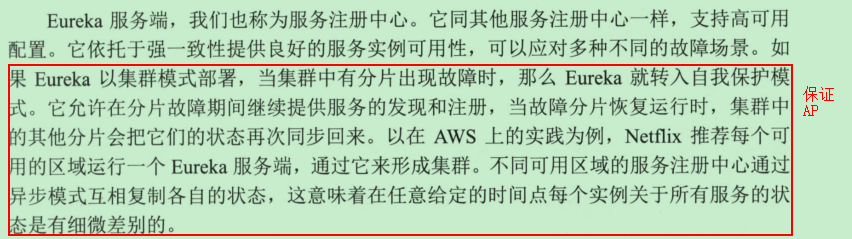 Eureka 服务端，我们也称为服务注册中心。它同其他服务注册中心一样，支持高可用
配置。它依托于强一致性提供良好的服务实例可用性，可以应对多种不同的故障场景。如
果 Eureka 以集群模式部署，当集群中有分片出现故障时，那么 Eureka 就转入自我保护模
式。它允许在分片故障期间继续提供服务的发现和注册，当故障分片恢复运行时，集群中
的其他分片会把它们的状态再次同步回来。以在 AWS 上的实践为例，Netflix 推荐每个可
用的区域运行一个 Eureka 服务端，通过它来形成集群。不同可用区域的服务注册中心通过
异步模式互相复制各自的状态，这意味着在任意给定的时间点每个实例关于所有服务的状
态是有细微差别的。
保证
AP